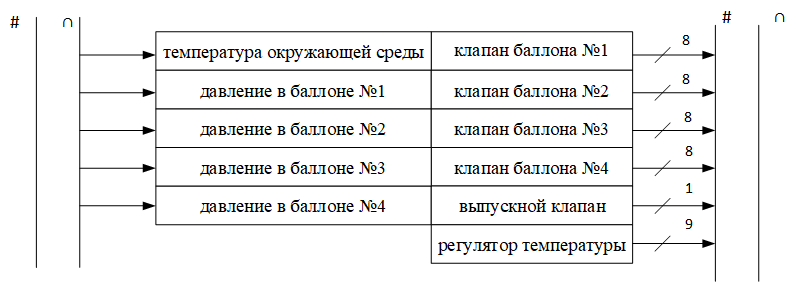 # ∩ # ∩
температура окружающей среды клапан баллона №1 8
давление в баллоне №1 клапан баллона №2 8
давление в баллоне №2 клапан баллона №3 8
давление в баллоне №3 клапан баллона №4 8
давление в баллоне №4 выпускной клапан 1
регулятор температуры 9